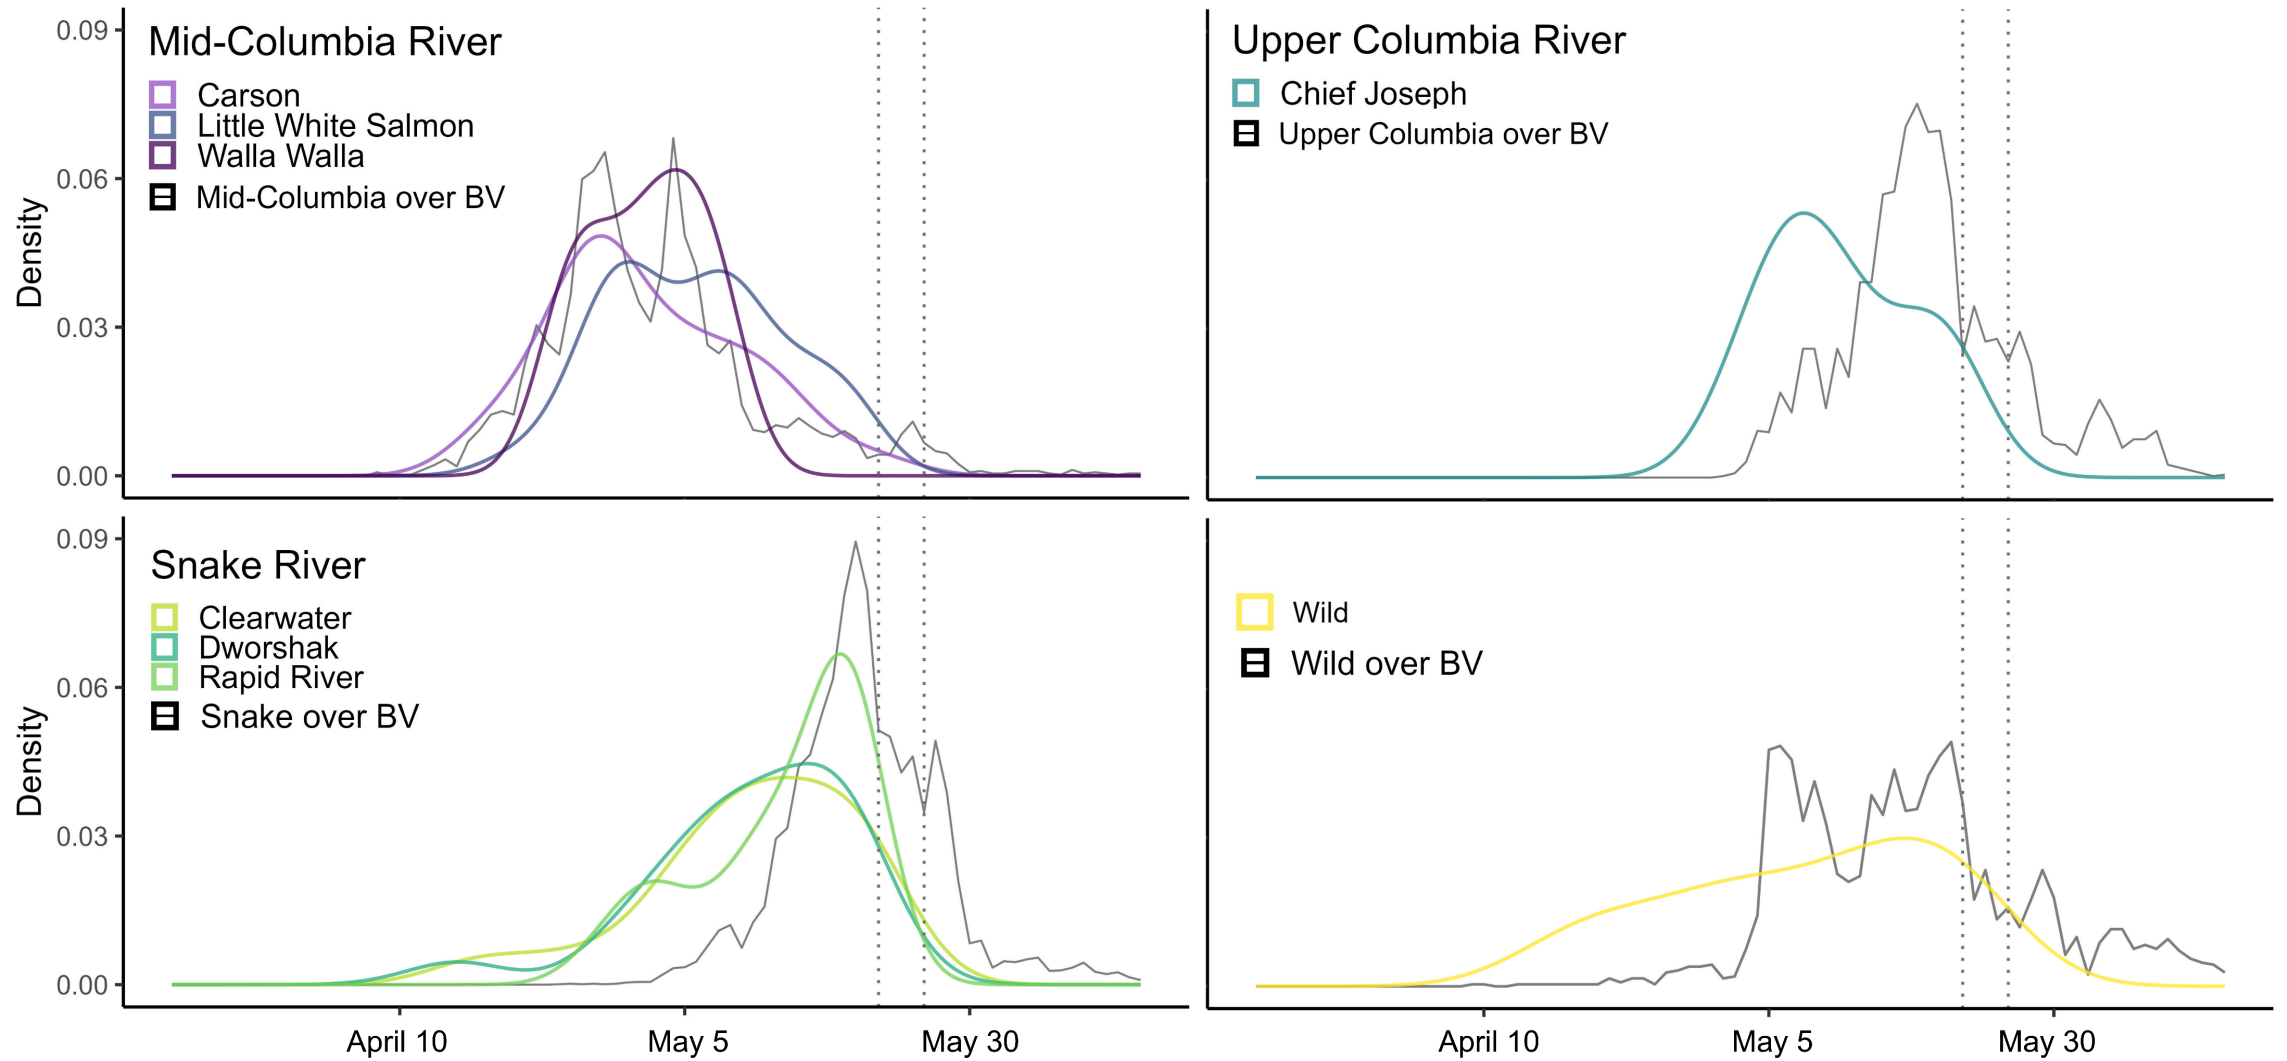 Mid-Columbia River
Carson
Little White Salmon
Walla Walla
Mid-Columbia over BV
Density
0.09
0.06
0.03
0.00
Upper Columbia River
Chief Joseph
Upper Columbia over BV
Snake River
Clearwater
Dworshak
Rapid River
Snake over BV
Density
0.09
0.06
0.03
0.00
April 10
May 5
May 30
Wild
Wild over BV
April 10
May 5
May 30